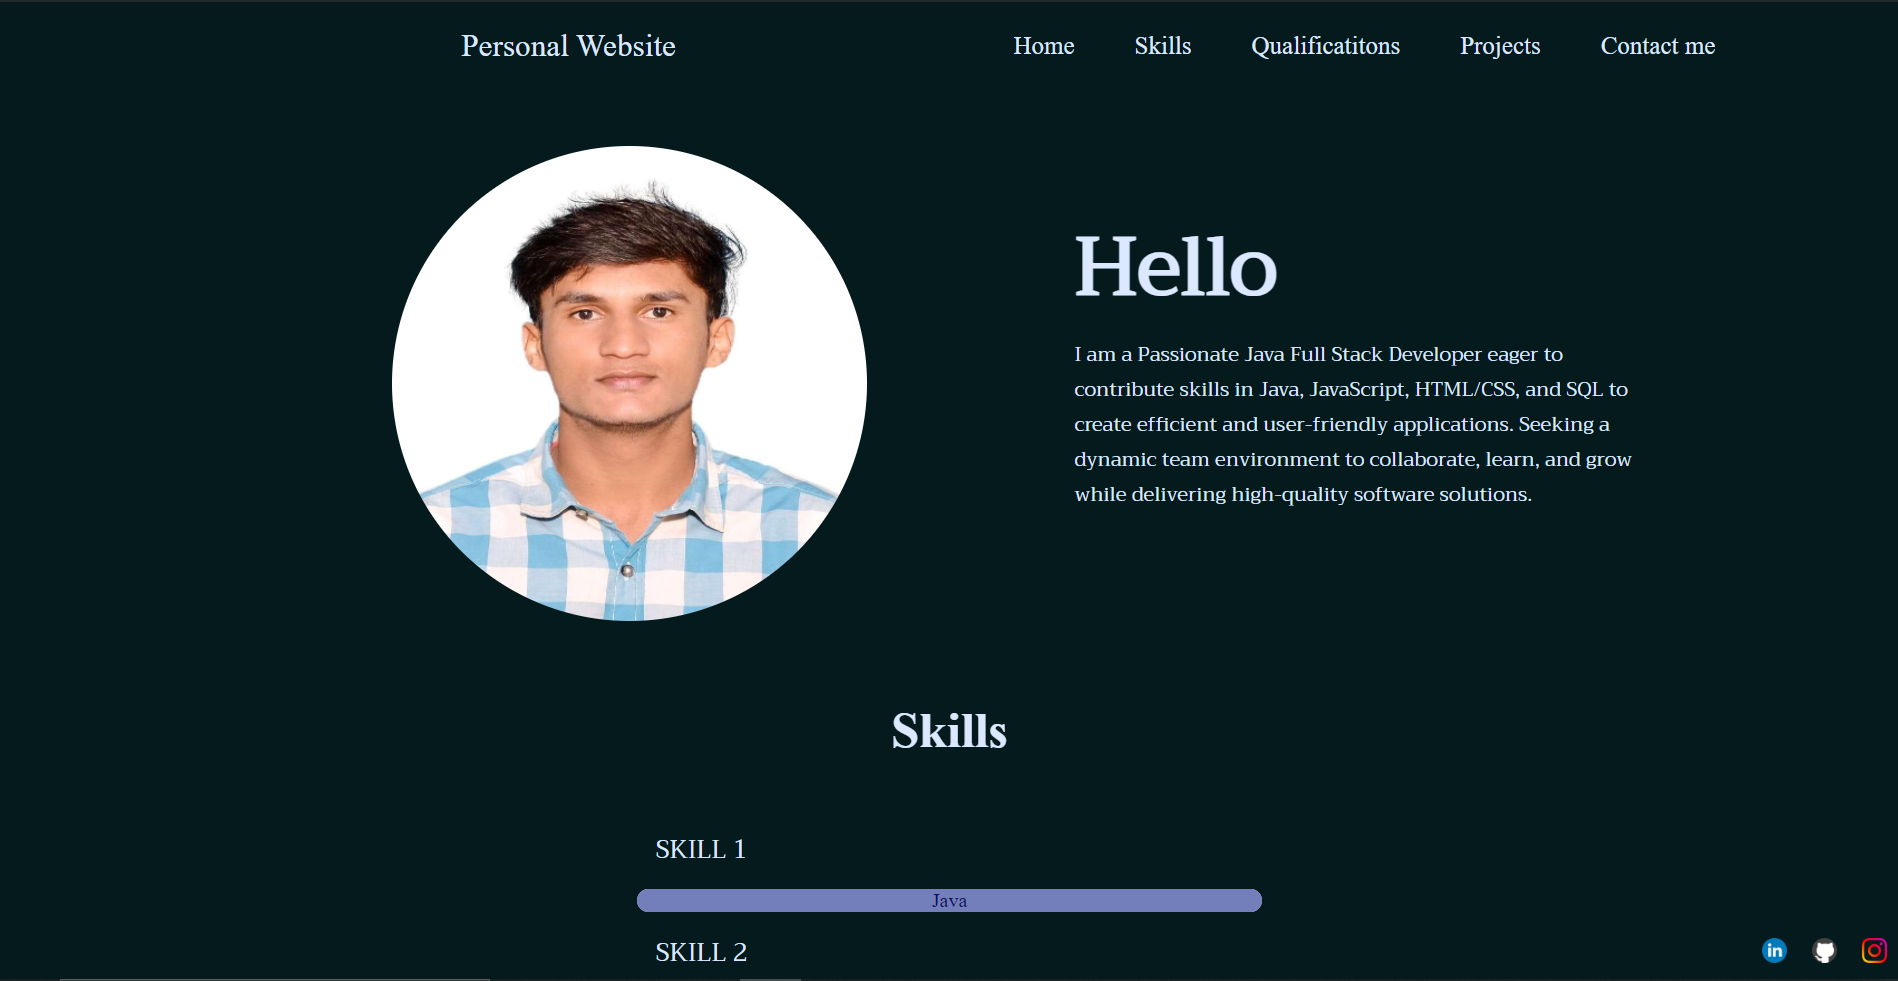 Personal Website
Home Skills Qualificatitons Projects Contact me
Hello
I am a Passionate Java Full Stack Developer eager to
contribute skills in Java, JavaScript, HTML/CSS, and SQL to
create efficient and user-friendly applications. Seeking a
dynamic team environment to collaborate, learn, and grow
while delivering high-quality software solutions.
Skills
SKILL 1
Java
SKILL 2
in